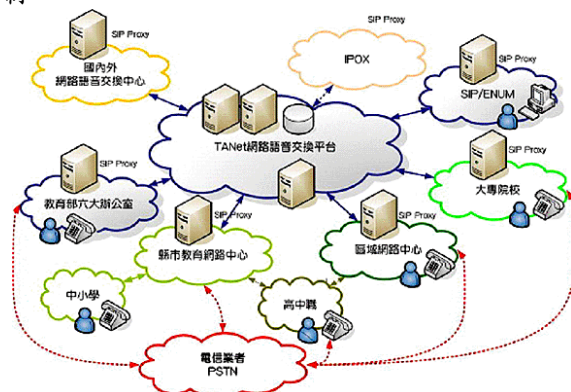 SIP Proxy
國內外
網路語音交換中心
SIP Proxy
IPOX
SIP Proxy
SIP/ENUM
TANet網路語音交換平台
SIP Proxy
教育部六大辦公室
SIP Proxy
大專院校
SIP Proxy
縣市教育網路中心
SIP Proxy
區域網路中心
中小學
高中職
電信業者
PSTN